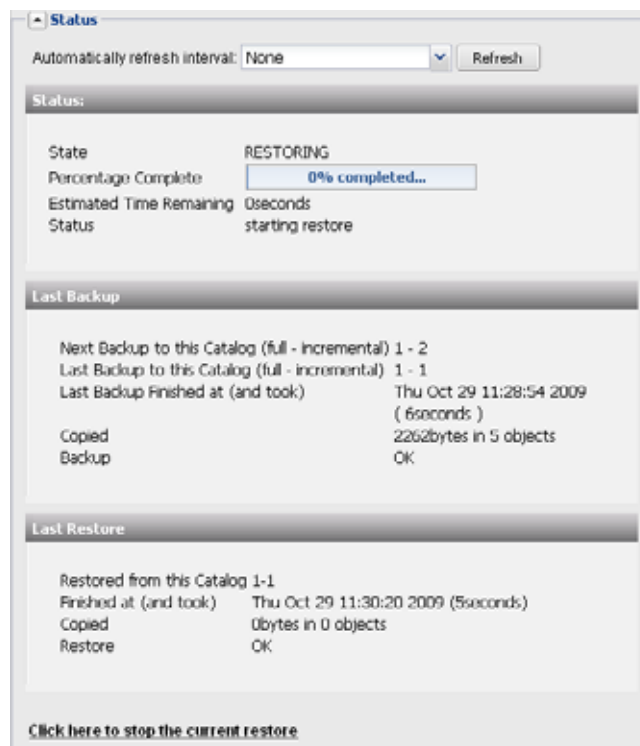 Status
Automatically refresh interval: None Refresh
Status:
State RESTORING
Percentage Complete 0% completed...
Estimated Time Remaining 0seconds
Status starting restore
Last Backup
Next Backup to this Catalog (full - incremental) 1 - 2
Last Backup to this Catalog (full - incremental) 1 - 1
Last Backup Finished at (and took) Thu Oct 29 11:28:54 2009
( 6seconds )
Copied 2262bytes in 5 objects
Backup OK
Last Restore
Restored from this Catalog 1-1
Finished at (and took) Thu Oct 29 11:30:20 2009 (5seconds)
Copied 0bytes in 0 objects
Restore OK
Click here to stop the current restore